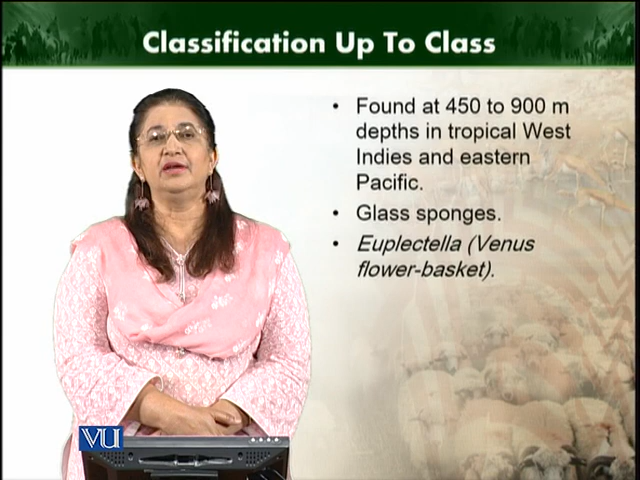 Classification Up To Class
• Found at 450 to 900 m
depths in tropical West
Indies and eastern
Pacific.
• Glass sponges.
• Euplectella (Venus
flower-basket).
VU